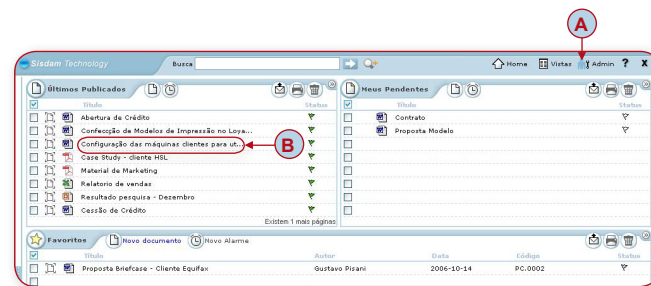 A
Sisdam Technology Busca Home Vistas Admin ? X
Últimos Publicados
Meus Pendentes
Título Status
Título Status
Abertura de Crédito
Contrato
Confecção de Modelos de Impressão no Loya...
Proposta Modelo
Configuração das máquinas clientes para ut...
B
Case Study - cliente HSL
Material de Marketing
Relatorio de vendas
Resultado pesquisa - Dezembro
Cessão de Crédito
Existem 1 mais páginas
Favoritos Novo documento Novo Alarme
Título Autor Data Código Status
Proposta Briefcase - Cliente Equifax Gustavo Pisani 2006-10-14 PC.0002